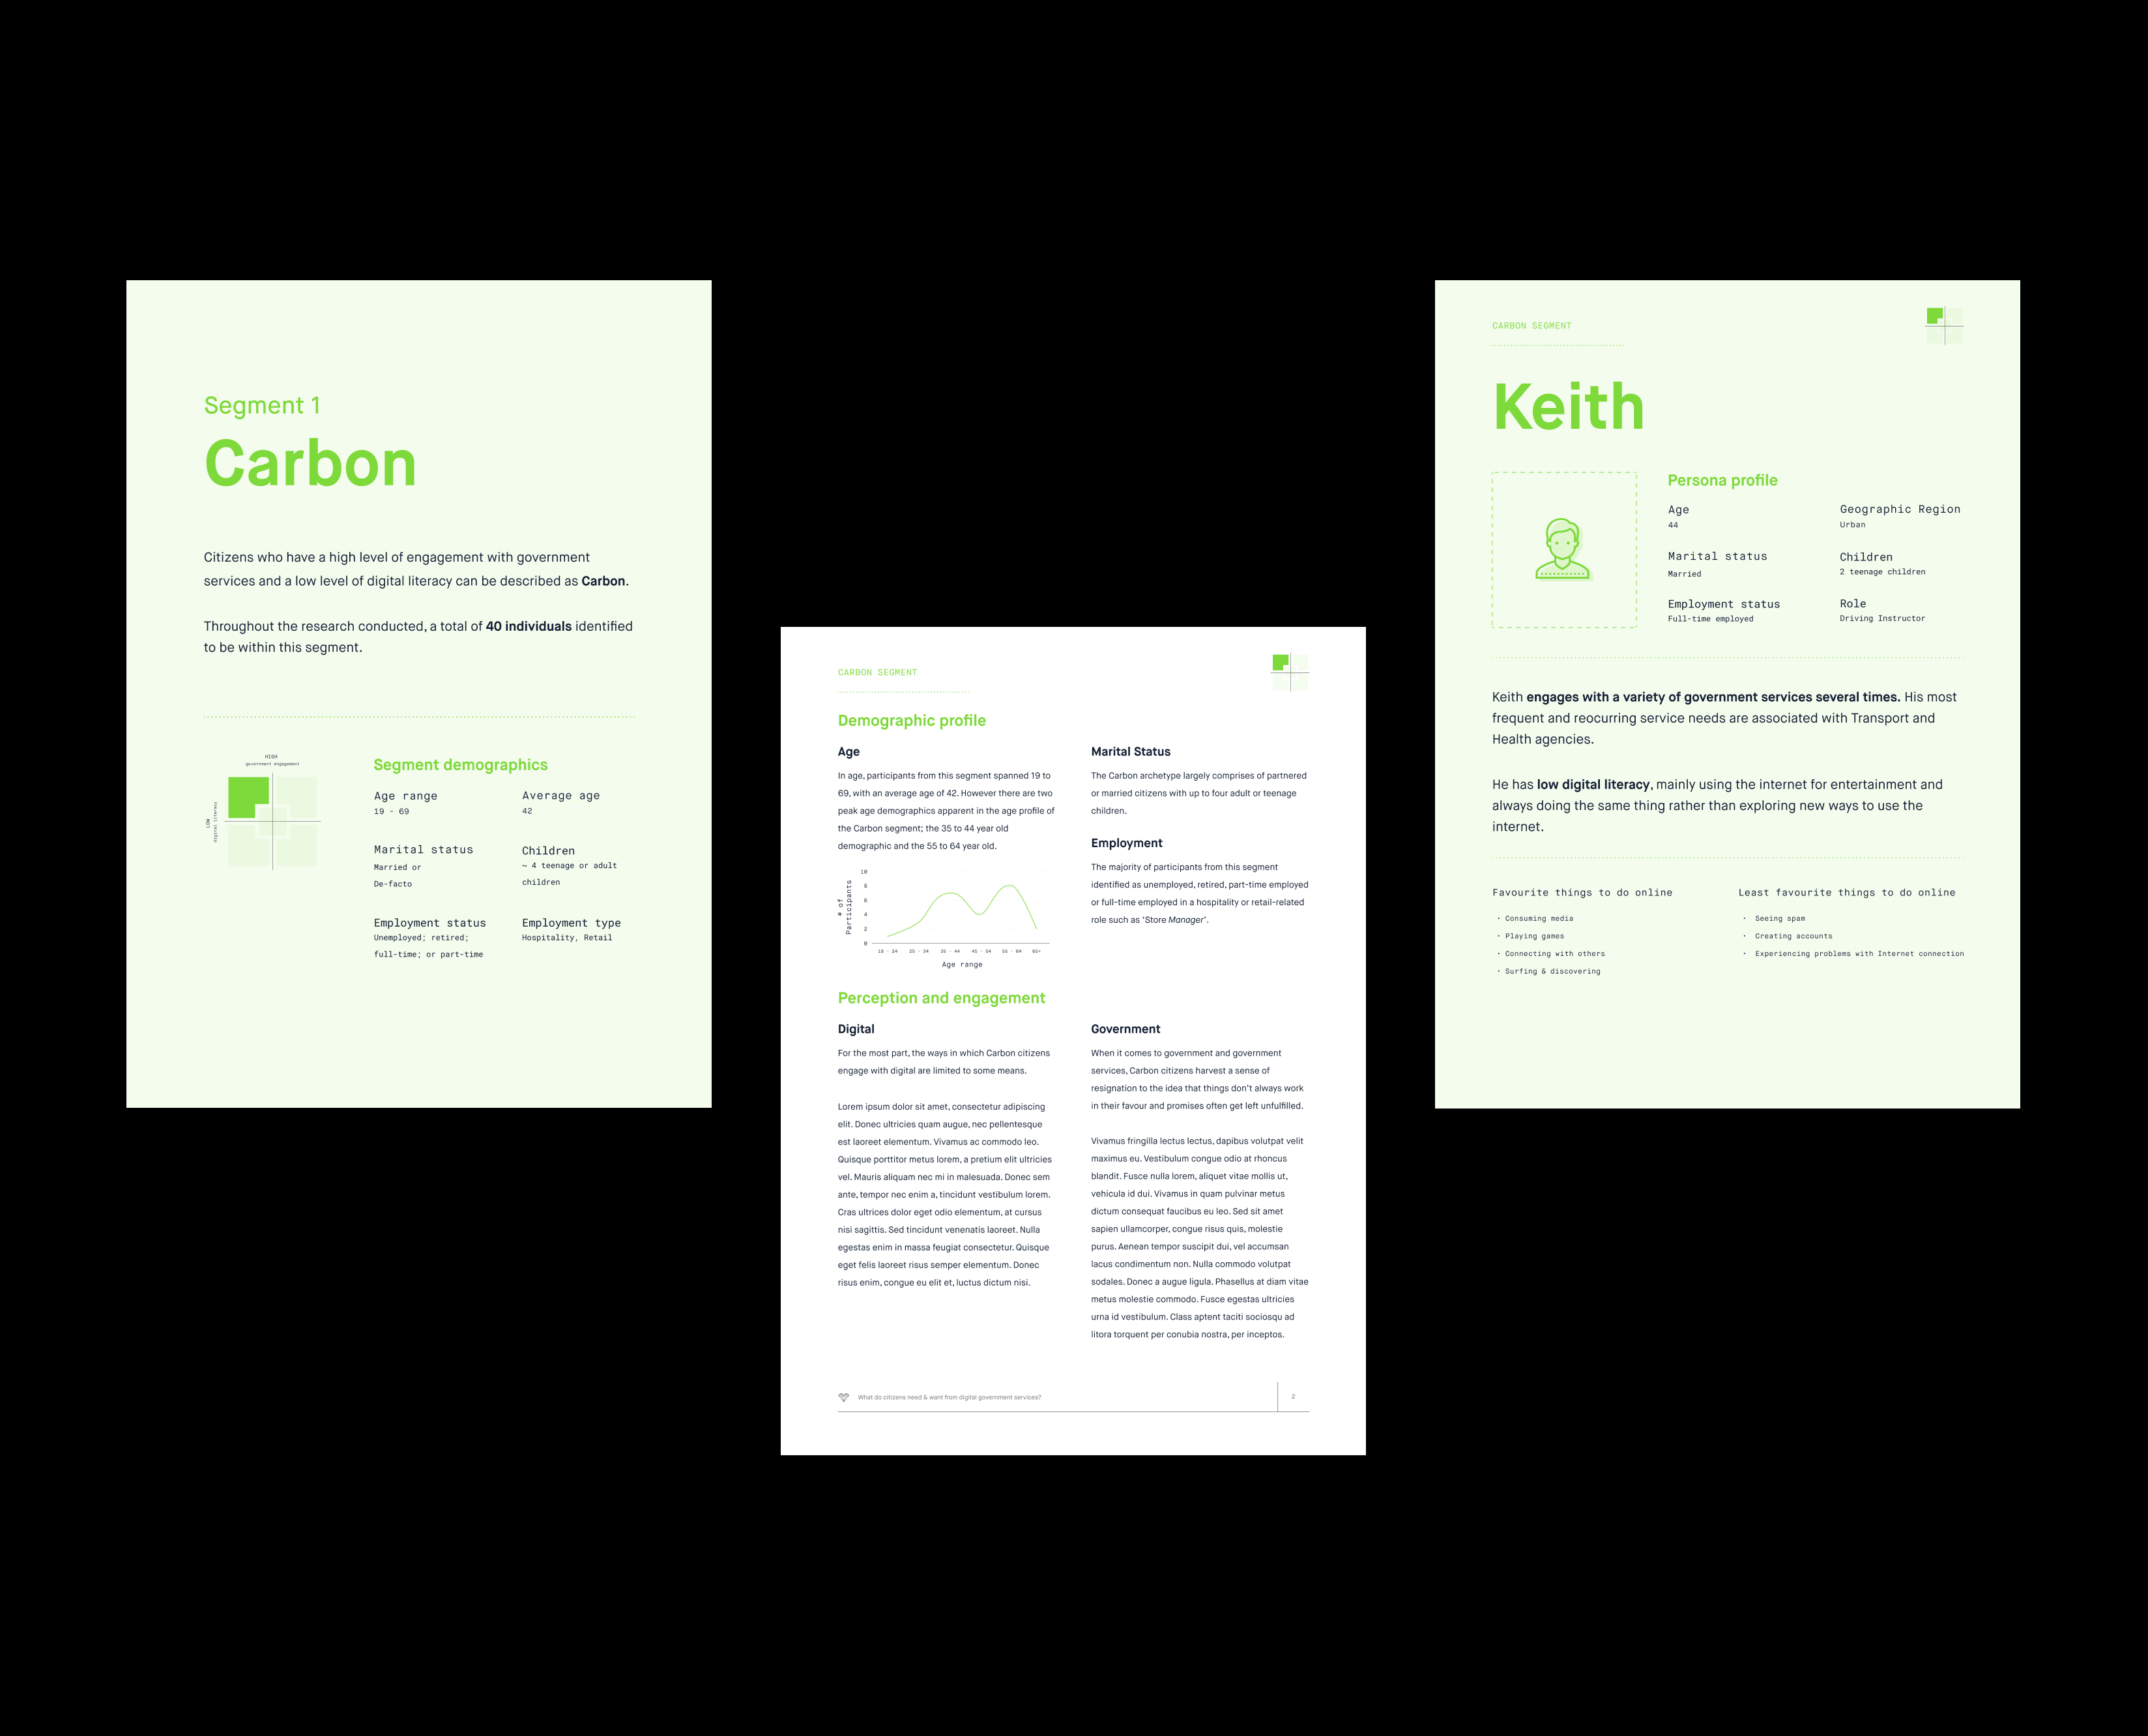 Segment 1
Carbon
Citizens who have a high level of engagement with government
services and a low level of digital literacy can be described as Carbon.
Throughout the research conducted, a total of 40 individuals identified
to be within this segment.
HIGH
government engagement
LOW
digital literacy
Segment demographics
Age range
19 - 69
Average age
42
Marital status
Married or
De-facto
Children
~ 4 teenage or adult
children
Employment status
Unemployed; retired;
full-time; or part-time
Employment type
Hospitality, Retail
CARBON SEGMENT
Demographic profile
Age
In age, participants from this segment spanned 19 to
69, with an average age of 42. However there are two
peak age demographics apparent in the age profile of
the Carbon segment; the 35 to 44 year old
demographic and the 55 to 64 year old.
# of
Participants
10
8
6
4
2
0
18 - 24 25 - 34 35 - 44 45 - 54 55 - 64 65+
Age range
Marital Status
The Carbon archetype largely comprises of partnered
or married citizens with up to four adult or teenage
children.
Employment
The majority of participants from this segment
identified as unemployed, retired, part-time employed
or full-time employed in a hospitality or retail-related
role such as ‘Store Manager’.
Perception and engagement
Digital
For the most part, the ways in which Carbon citizens
engage with digital are limited to some means.
Lorem ipsum dolor sit amet, consectetur adipiscing
elit. Donec ultricies quam augue, nec pellentesque
est laoreet elementum. Vivamus ac commodo leo.
Quisque porttitor metus lorem, a pretium elit ultricies
vel. Mauris aliquam nec mi in malesuada. Donec sem
ante, tempor nec enim a, tincidunt vestibulum lorem.
Cras ultrices dolor eget odio elementum, at cursus
nisi sagittis. Sed tincidunt venenatis laoreet. Nulla
egestas enim in massa feugiat consectetur. Quisque
eget felis laoreet risus semper elementum. Donec
risus enim, congue eu elit et, luctus dictum nisi.
Government
When it comes to government and government
services, Carbon citizens harvest a sense of
resignation to the idea that things don’t always work
in their favour and promises often get left unfulfilled.
Vivamus fringilla lectus lectus, dapibus volutpat velit
maximus eu. Vestibulum congue odio at rhoncus
blandit. Fusce nulla lorem, aliquet vitae mollis ut,
vehicula id dui. Vivamus in quam pulvinar metus
dictum consequat faucibus eu leo. Sed sit amet
sapien ullamcorper, congue risus quis, molestie
purus. Aenean tempor suscipit dui, vel accumsan
lacus condimentum non. Nulla commodo volutpat
sodales. Donec a augue ligula. Phasellus at diam vitae
metus molestie commodo. Fusce egestas ultricies
urna id vestibulum. Class aptent taciti sociosqu ad
litora torquent per conubia nostra, per inceptos.
What do citizens need & want from digital government services?
2
CARBON SEGMENT
Keith
Persona profile
Age
44
Geographic Region
Urban
Marital status
Married
Children
2 teenage children
Employment status
Full-time employed
Role
Driving Instructor
Keith engages with a variety of government services several times. His most
frequent and reocurring service needs are associated with Transport and
Health agencies.
He has low digital literacy, mainly using the internet for entertainment and
always doing the same thing rather than exploring new ways to use the
internet.
Favourite things to do online
· Consuming media
· Playing games
· Connecting with others
· Surfing & discovering
Least favourite things to do online
· Seeing spam
· Creating accounts
· Experiencing problems with Internet connection